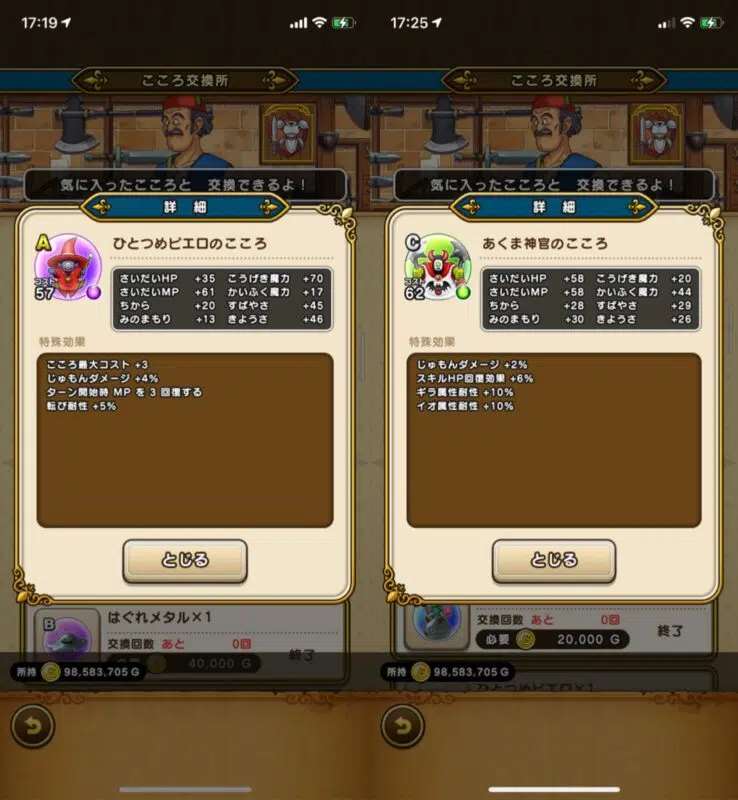 17:19
こころ交換所
気に入ったこころと 交換できるよ！
詳 細
A
ひとつめピエロのこころ
コスト
57
さいだいHP +35 こうげき魔力 +70
さいだいMP +61 かいふく魔力 +17
ちから +20 すばやさ +45
みのまもり +13 きようさ +46
特殊効果
こころ最大コスト +3
じゅもんダメージ +4%
ターン開始時 MP を 3 回復する
転び耐性 +5%
とじる
B
はぐれメタル×1
交換回数 あと 0回
40,000 G
終了
所持 G 98,583,705 G
17:25
こころ交換所
気に入ったこころと 交換できるよ！
詳 細
C
あくま神官のこころ
コスト
62
さいだいHP +58 こうげき魔力 +20
さいだいMP +58 かいふく魔力 +44
ちから +28 すばやさ +29
みのまもり +30 きようさ +26
特殊効果
じゅもんダメージ +2%
スキルHP回復効果 +6%
ギラ属性耐性 +10%
イオ属性耐性 +10%
とじる
交換回数 あと 0回
必要 G 20,000 G
終了
所持 G 98,583,705 G
ひとつめピエロ×1